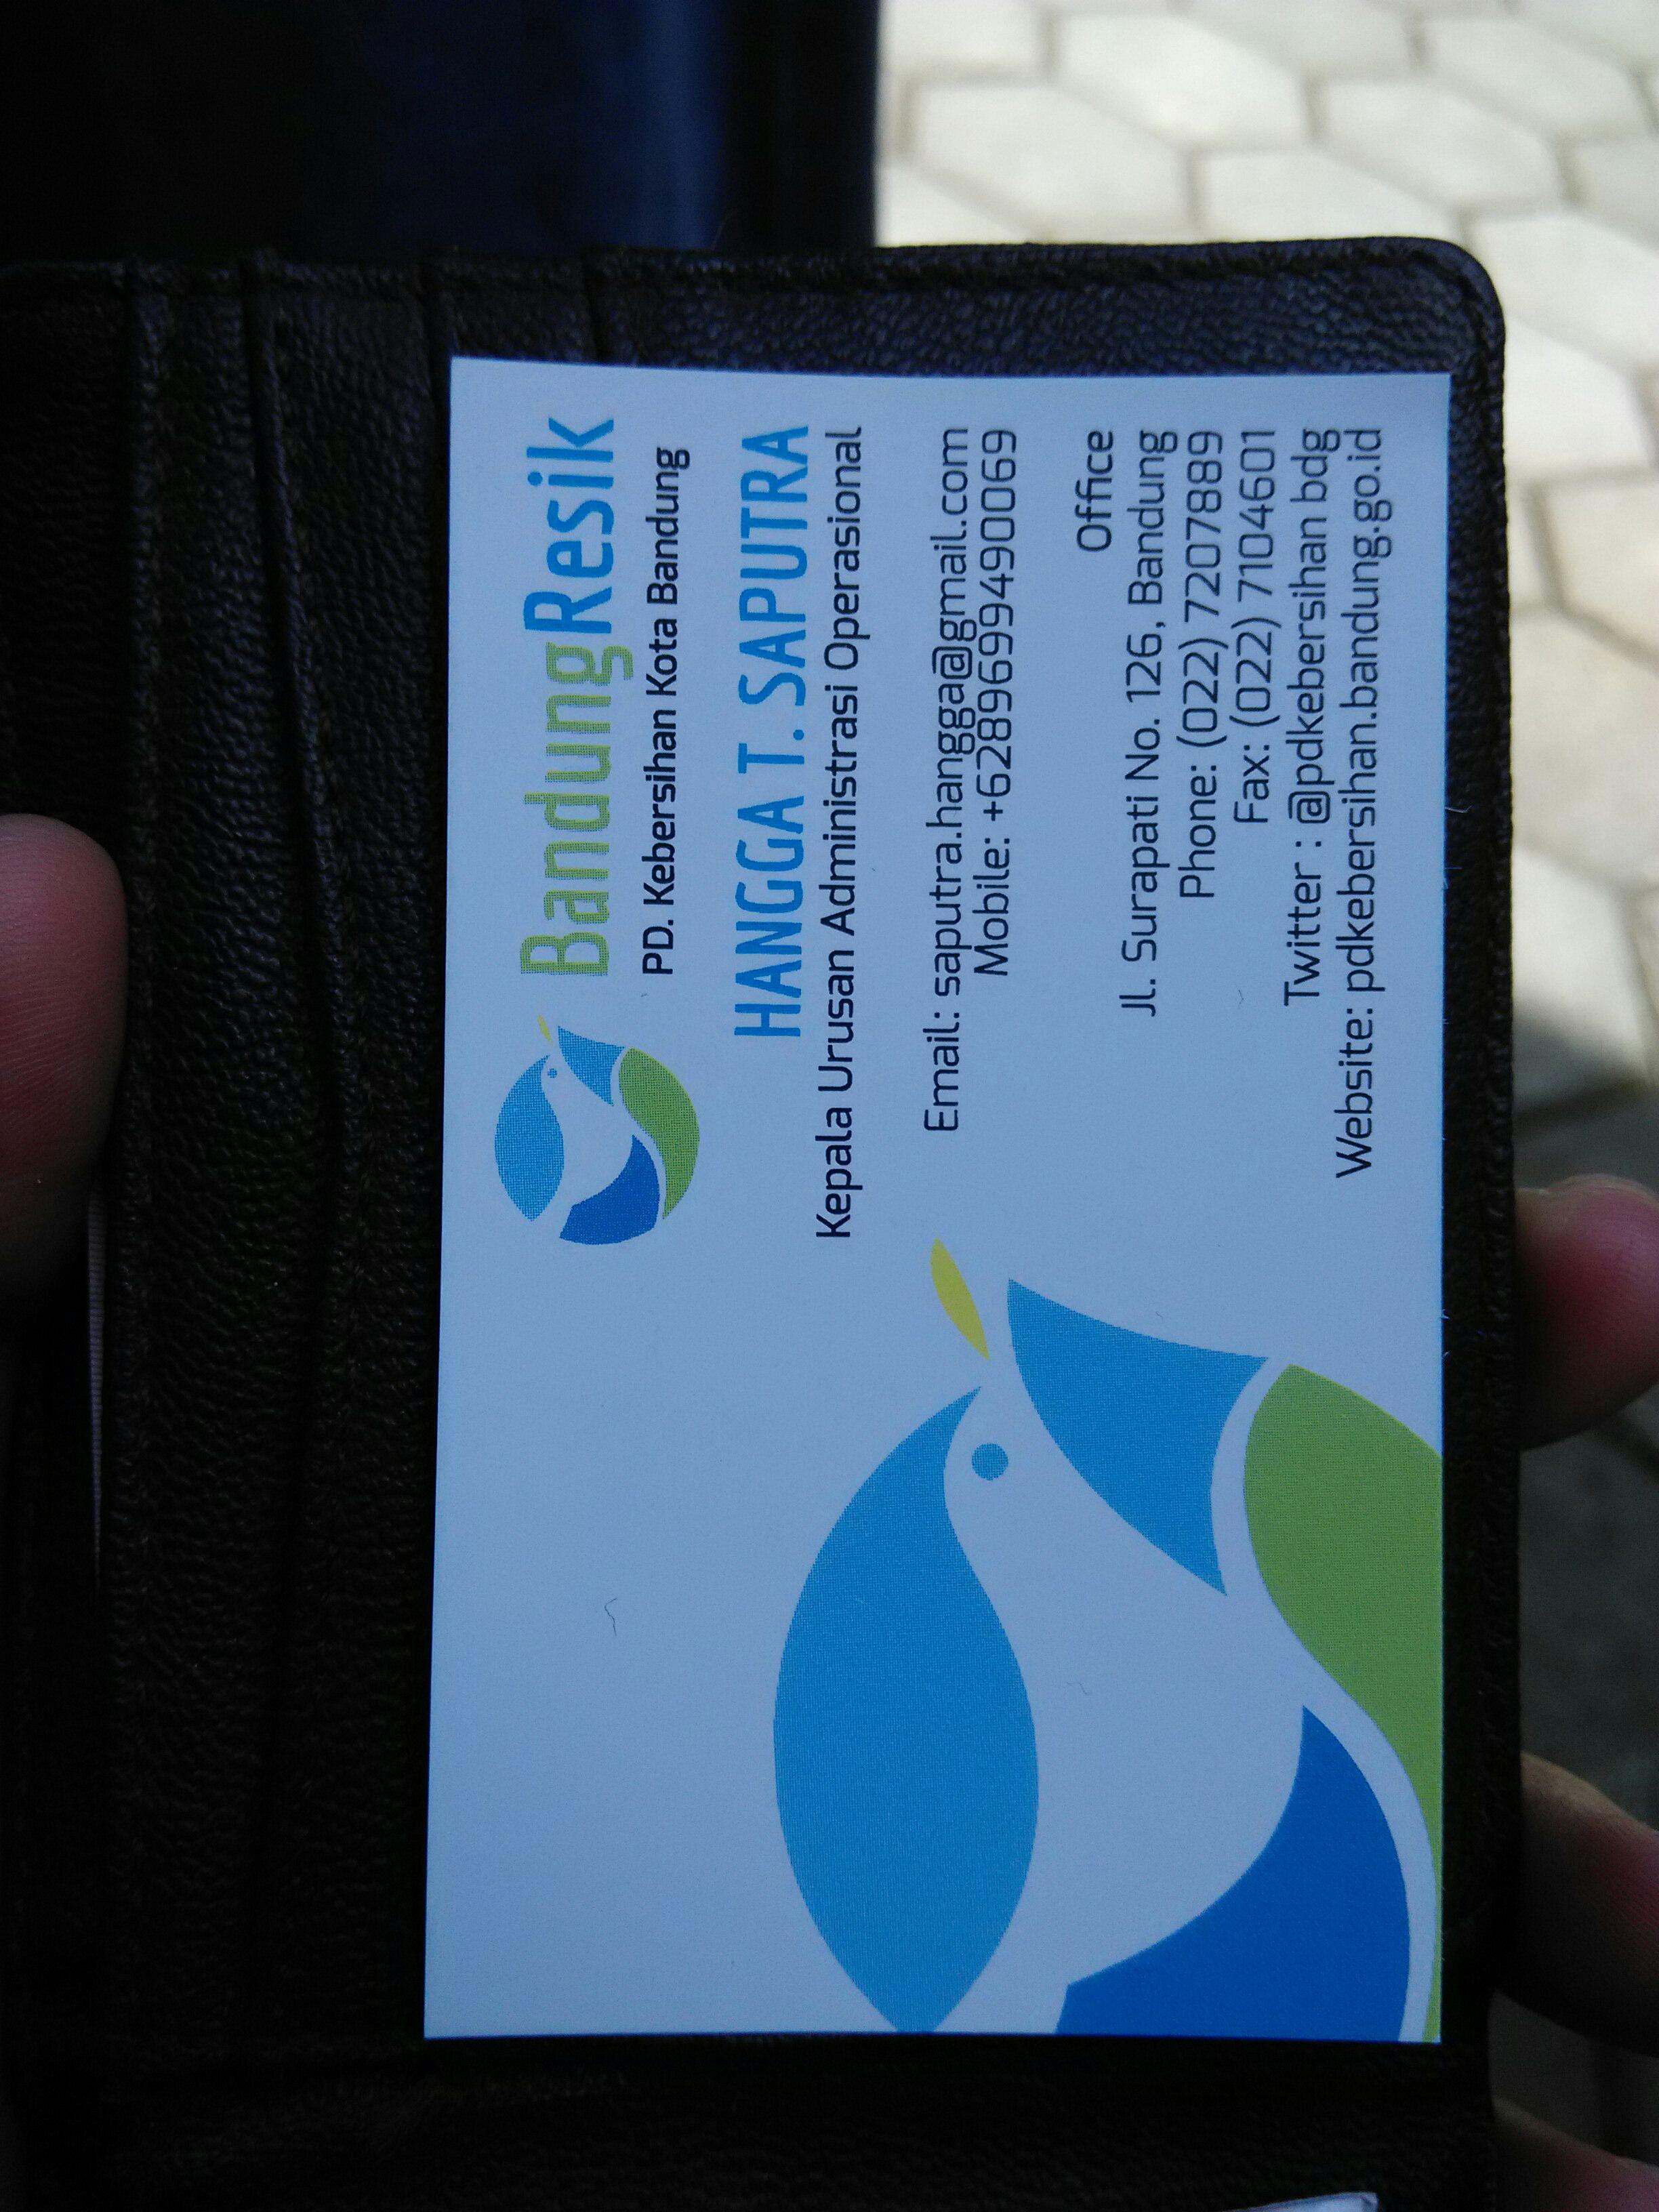 BandungResik
PD. Kebersihan Kota Bandung
HANGGA T. SAPUTRA
Kepala Urusan Administrasi Operasional
Email: saputra.hangga@gmail.com
Mobile: +6289699490069
Office
Jl. Surapati No. 126, Bandung
Phone: (022) 7207889
Fax: (022) 7104601
Twitter : @pdkebersihan bdg
Website: pdkebersihan.bandung.go.id